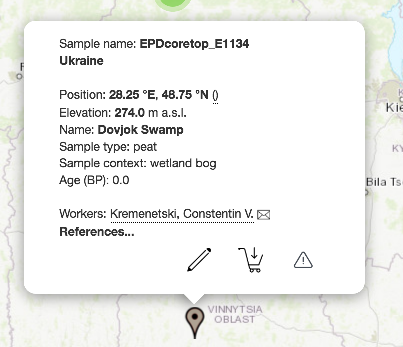 Sample name: EPDcoretop_E1134
Ukraine
Position: 28.25 °E, 48.75 °N ()
Elevation: 274.0 m a.s.l.
Name: Dovjok Swamp
Sample type: peat
Sample context: wetland bog
Age (BP): 0.0
Workers: Kremenetski, Constentin V.
References...
Kie
KY
Bila Ts
VINNYTSIA
OBLAST